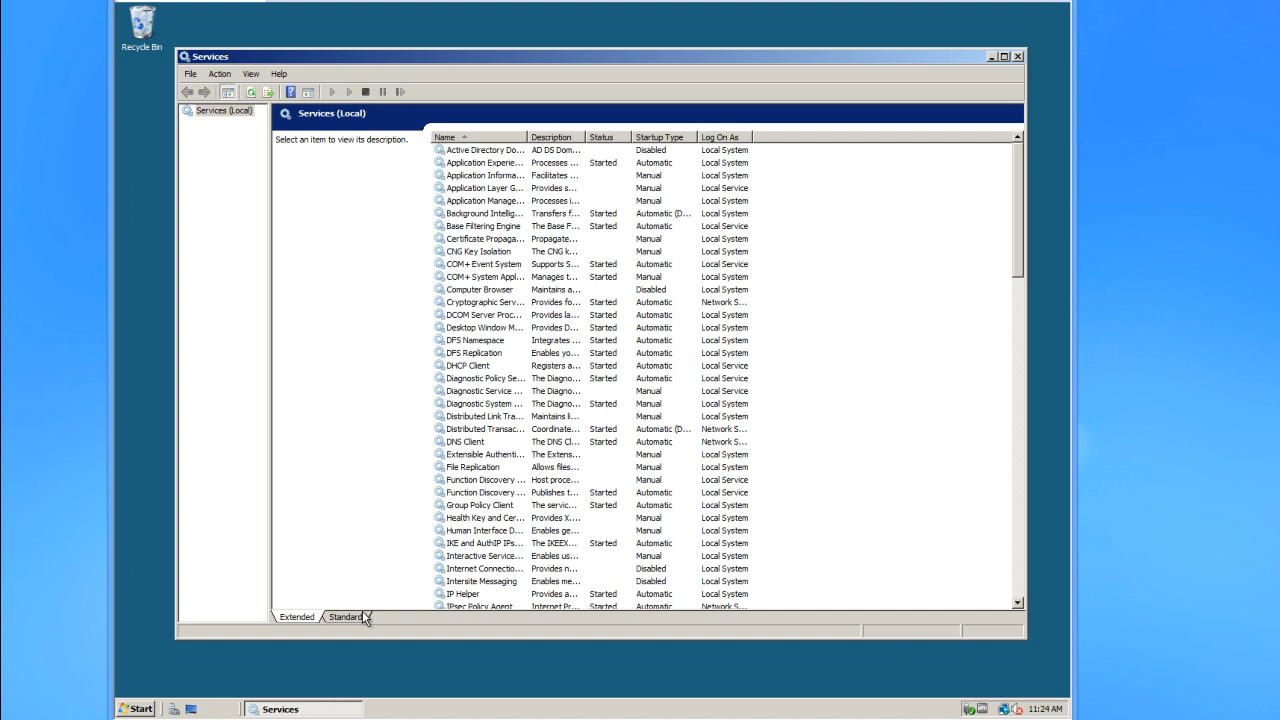 Recycle Bin
Services
File Action View Help
Services (Local)
Services (Local)
Select an item to view its description.
Name Description Status Startup Type Log On As
Active Directory Do... AD DS Dom... Disabled Local System
Application Experie... Processes ... Started Automatic Local System
Application Informa... Facilitates ... Manual Local System
Application Layer G... Provides s... Manual Local Service
Application Manage... Processes i... Manual Local System
Background Intellig... Transfers f... Started Automatic (D... Local System
Base Filtering Engine The Base F... Started Automatic Local Service
Certificate Propaga... Propagate... Manual Local System
CNG Key Isolation The CNG k... Manual Local System
COM+ Event System Supports S... Started Automatic Local Service
COM+ System Appl... Manages t... Started Manual Local System
Computer Browser Maintains a... Disabled Local System
Cryptographic Serv... Provides fo... Started Automatic Network S...
DCOM Server Proc... Provides la... Started Automatic Local System
Desktop Window M... Provides D... Started Automatic Local System
DFS Namespace Integrates ... Started Automatic Local System
DFS Replication Enables yo... Started Automatic Local System
DHCP Client Registers a... Started Automatic Local Service
Diagnostic Policy Se... The Diagno... Started Automatic Local Service
Diagnostic Service ... The Diagno... Manual Local Service
Diagnostic System ... The Diagno... Started Manual Local System
Distributed Link Tra... Maintains li... Manual Local System
Distributed Transac... Coordinate... Started Automatic (D... Network S...
DNS Client The DNS Cl... Started Automatic Network S...
Extensible Authenti... The Extens... Manual Local System
File Replication Allows files... Manual Local System
Function Discovery ... Host proce... Manual Local Service
Function Discovery ... Publishes t... Started Automatic Local Service
Group Policy Client The servic... Started Automatic Local System
Health Key and Cer... Provides X... Manual Local System
Human Interface D... Enables ge... Manual Local System
IKE and AuthIP IPs... The IKEEX... Started Automatic Local System
Interactive Service... Enables us... Manual Local System
Internet Connectio... Provides n... Disabled Local System
Intersite Messaging Enables me... Disabled Local System
IP Helper Provides a... Started Automatic Local System
IPsec Policy Agent Internet Pr... Started Automatic Network S...
Extended Standard
Start Services 11:24 AM